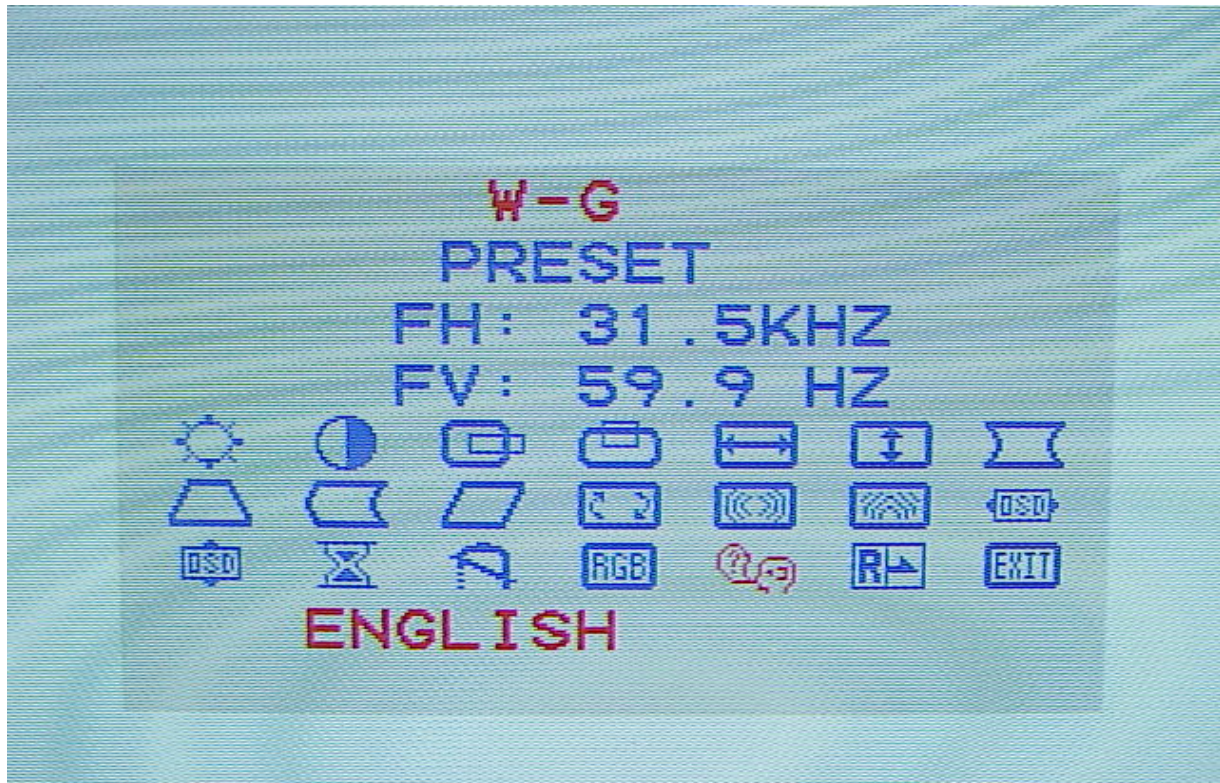 W-G
PRESET
FH: 31.5KHZ
FV: 59.9 HZ
OSD
OSD RGB R EXIT
ENGLISH